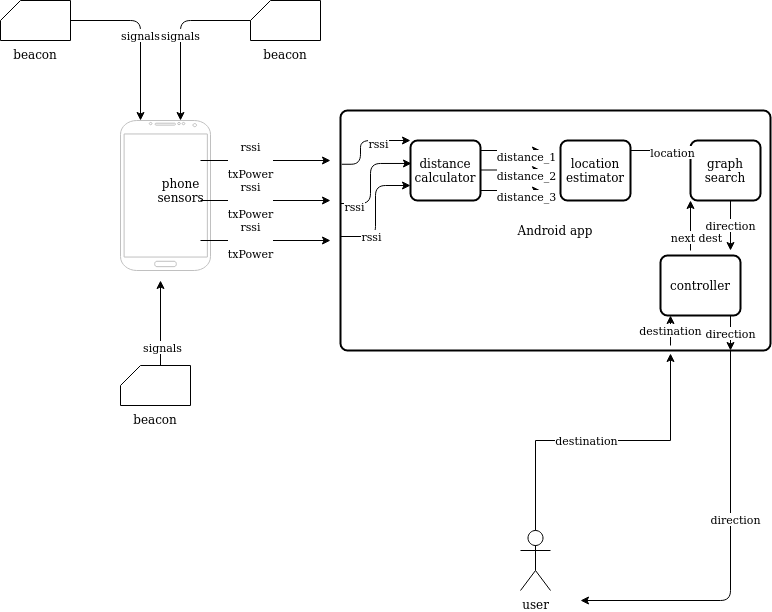 signals
signals
beacon
beacon
rssi
txPower
rssi
txPower
rssi
txPower
phone
sensors
rssi
rssi
rssi
distance
calculator
distance_1
distance_2
distance_3
location
estimator
location
graph
search
Android app
next dest
direction
controller
destination
direction
signals
beacon
destination
direction
user